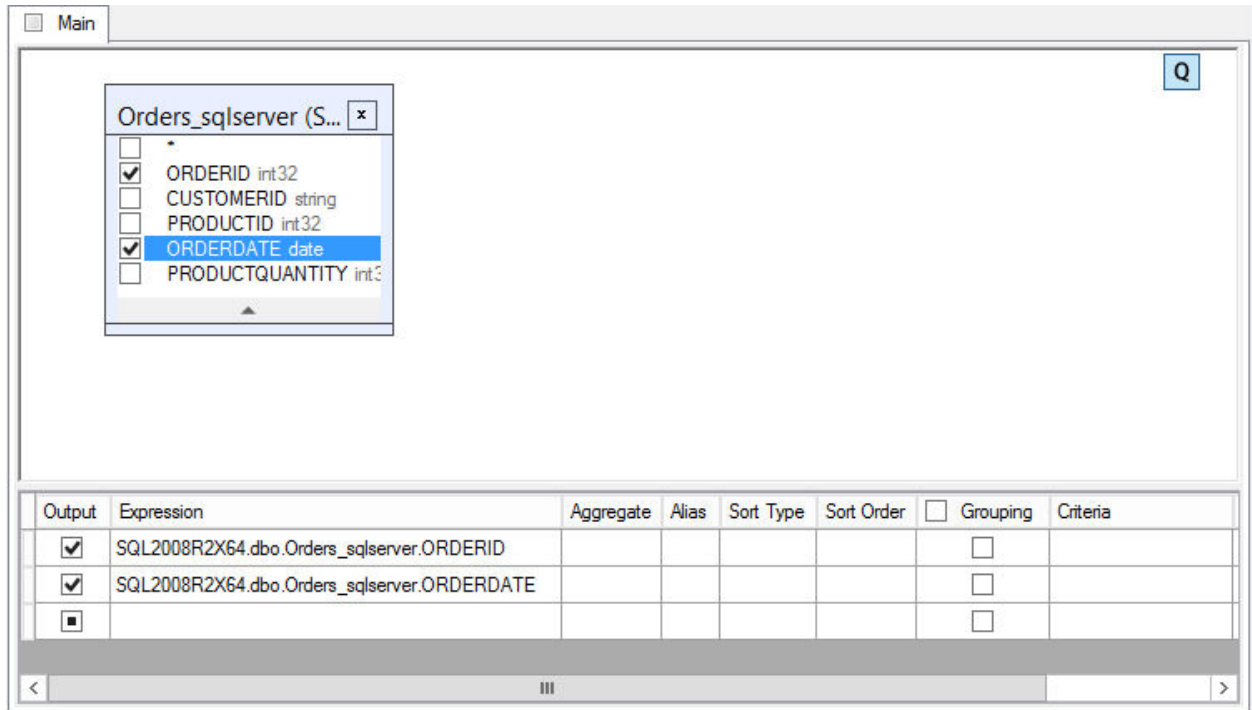 Main
Q
Orders_sqlserver (S... x
*
ORDERID int32
CUSTOMERID string
PRODUCTID int32
ORDERDATE date
PRODUCTQUANTITY int3
Output Expression Aggregate Alias Sort Type Sort Order Grouping Criteria
SQL2008R2X64.dbo.Orders_sqlserver.ORDERID
SQL2008R2X64.dbo.Orders_sqlserver.ORDERDATE